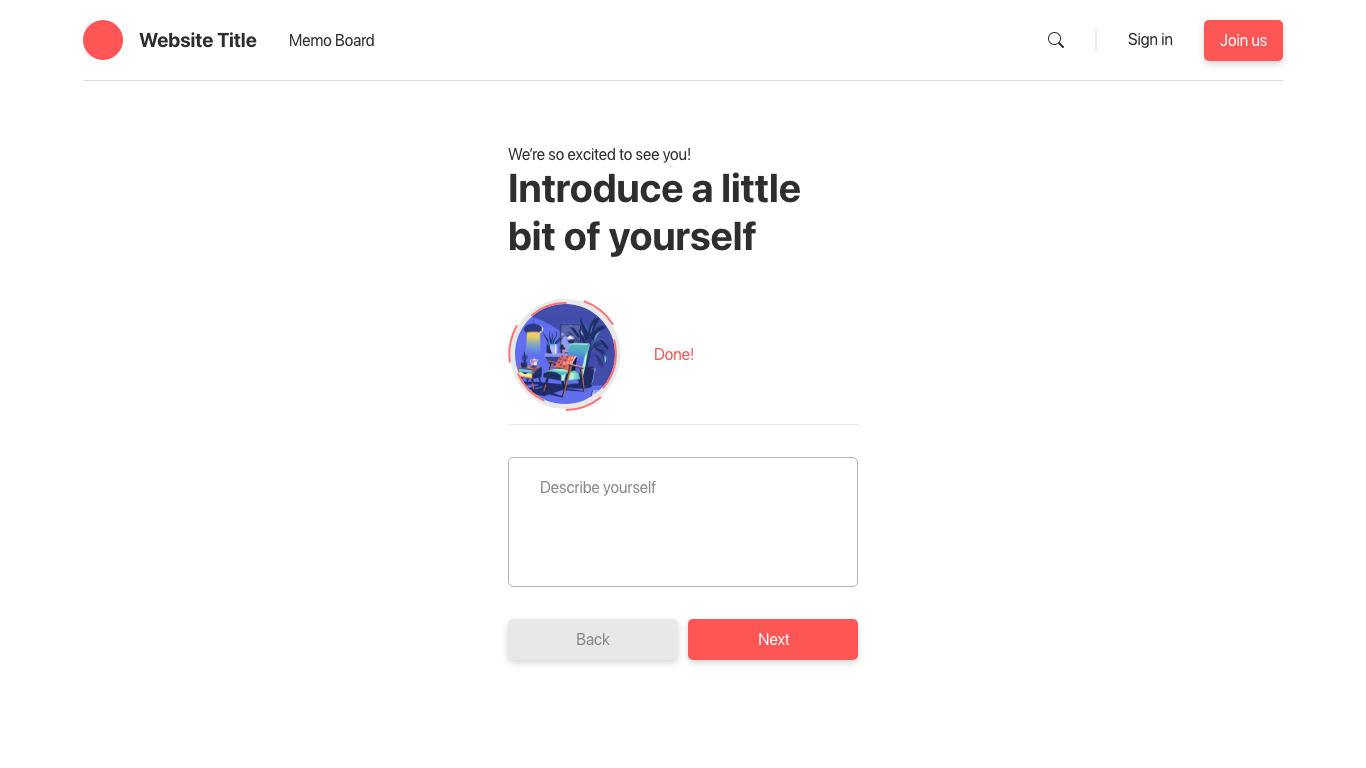 Website Title
Memo Board
Sign in
Join us
We’re so excited to see you!
Introduce a little
bit of yourself
Done!
Describe yourself
Back
Next